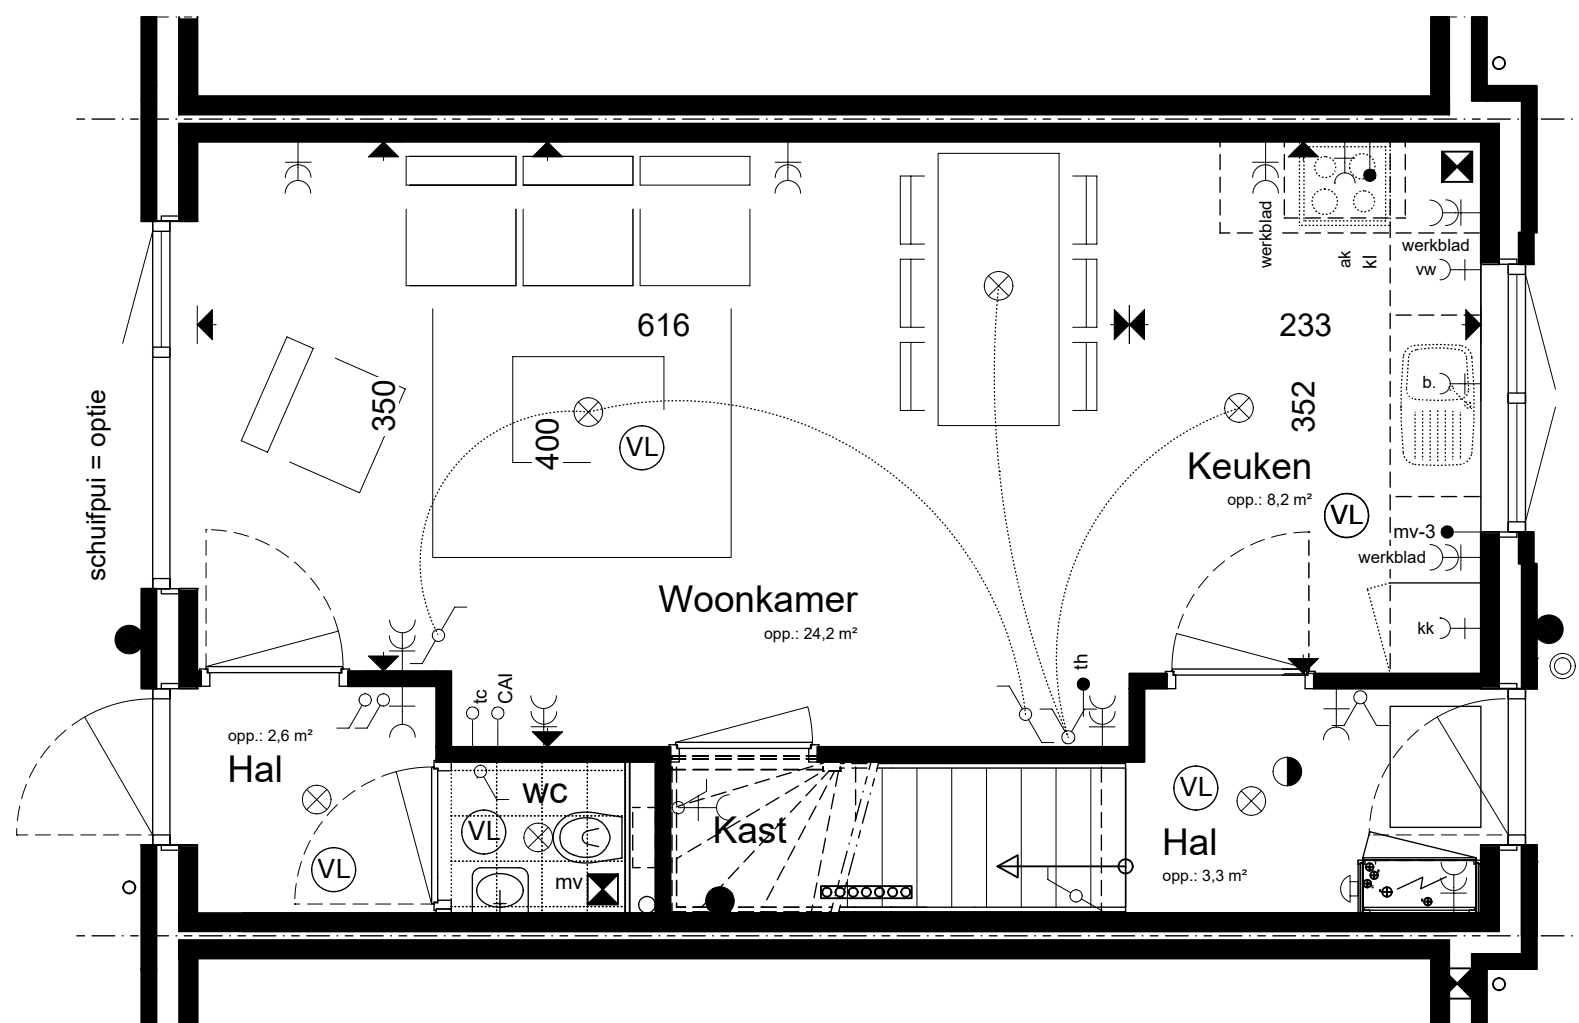 werkblad
ak
kl
werkblad
vw
616
233
350
400
VL
352
b.
schuifpui = optie
Keuken
opp.: 8,2 m²
VL
mv-3
werkblad
kk
Woonkamer
opp.: 24,2 m²
th
tc
CAI
opp.: 2,6 m²
Hal
VL
wc
VL
mv
Kast
VL
Hal
opp.: 3,3 m²